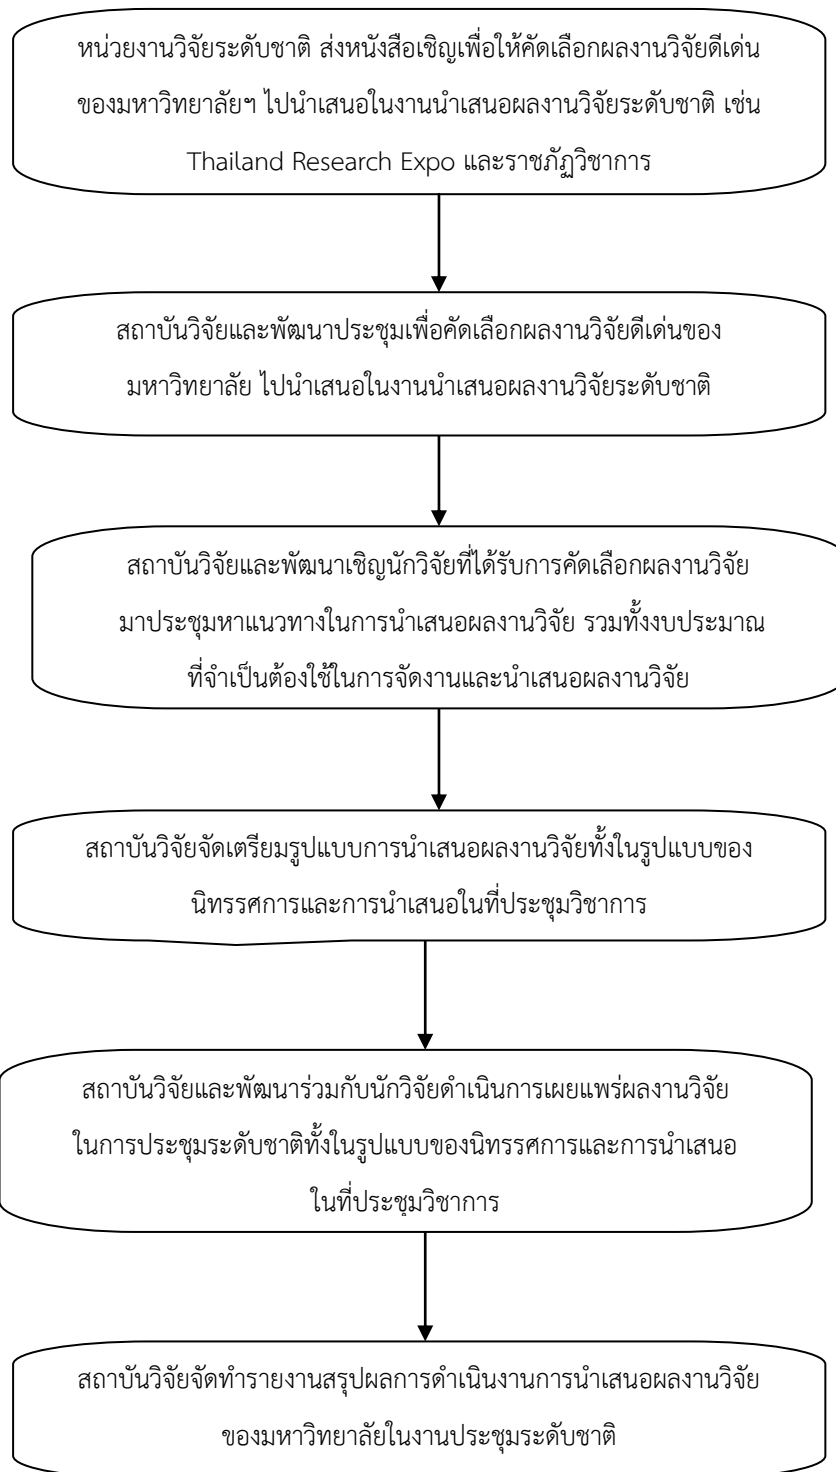 หน่วยงานวิจัยระดับชาติ ส่งหนังสือเชิญเพื่อให้คัดเลือกผลงานวิจัยดีเด่น
ของมหาวิทยาลัยฯ ไปนำเสนอในงานนำเสนอผลงานวิจัยระดับชาติ เช่น
Thailand Research Expo และราชภัฏวิชาการ
สถาบันวิจัยและพัฒนาประชุมเพื่อคัดเลือกผลงานวิจัยดีเด่นของ
มหาวิทยาลัย ไปนำเสนอในงานนำเสนอผลงานวิจัยระดับชาติ
สถาบันวิจัยและพัฒนาเชิญนักวิจัยที่ได้รับการคัดเลือกผลงานวิจัย
มาประชุมหาแนวทางในการนำเสนอผลงานวิจัย รวมทั้งงบประมาณ
ที่จำเป็นต้องใช้ในการจัดงานและนำเสนอผลงานวิจัย
สถาบันวิจัยจัดเตรียมรูปแบบการนำเสนอผลงานวิจัยทั้งในรูปแบบของ
นิทรรศการและการนำเสนอในที่ประชุมวิชาการ
สถาบันวิจัยและพัฒนาร่วมกับนักวิจัยดำเนินการเผยแพร่ผลงานวิจัย
ในการประชุมระดับชาติทั้งในรูปแบบของนิทรรศการและการนำเสนอ
ในที่ประชุมวิชาการ
สถาบันวิจัยจัดทำรายงานสรุปผลการดำเนินงานการนำเสนอผลงานวิจัย
ของมหาวิทยาลัยในงานประชุมระดับชาติ